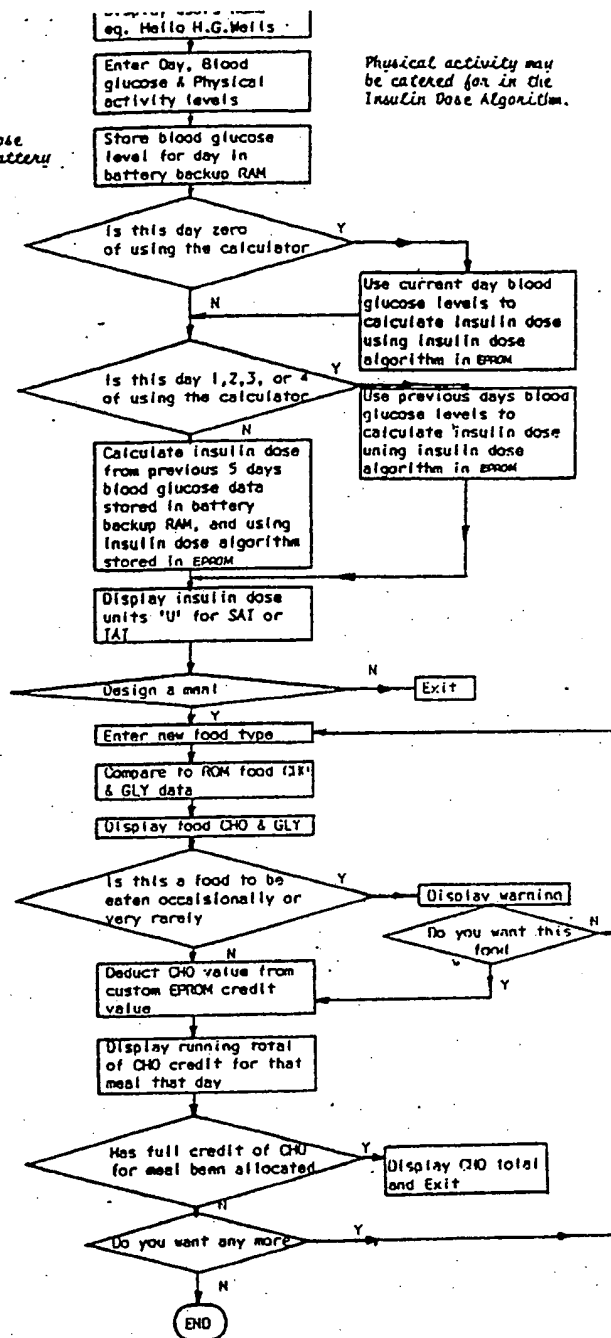 Display users name
eg. Hello H.G.Wells
Enter Day, Blood
glucose & Physical
activity levels
Physical activity may
be catered for in the
Insulin Dose Algorithm.
ose
attery
Store blood glucose
level for day in
battery backup RAM
Is this day zero
of using the calculator
Y
N
Use current day blood
glucose levels to
calculate insulin dose
using insulin dose
algorithm in EPROM
Is this day 1,2,3, or 4
of using the calculator
Y
N
Use previous days blood
glucose levels to
calculate insulin dose
uning insulin dose
algorithm in EPROM
Calculate insulin dose
from previous 5 days
blood glucose data
stored in battery
backup RAM, and using
insulin dose algorithm
stored in EPROM
Display insulin dose
units 'U' for SAI or
IAI
Design a meal
N
Exit
Y
Enter new food type
Compare to ROM food
& GLY data
Display food CHO & GLY
Is this a food to be
eaten occaisionally or
very rarely
Y
Display warning
Do you want this
food
N
Y
N
Deduct CHO value from
custom EPROM credit
value
Display running total
of CHO credit for that
meal that day
Has full credit of CHO
for meal been allocated
Y
Display CHO total
and Exit
N
Do you want any more
Y
N
END